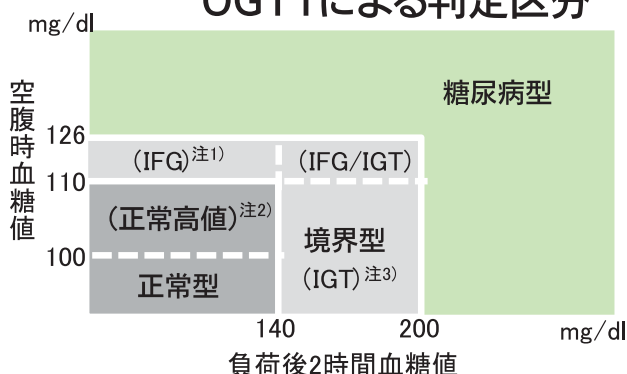 OGTTによる判定区分
mg/dl
空腹時血糖値
糖尿病型
126
(IFG)注1)
(IFG/IGT)
110
(正常高値)注2)
境界型
(IGT)注3)
100
正常型
140
200
mg/dl
負荷後2時間血糖値